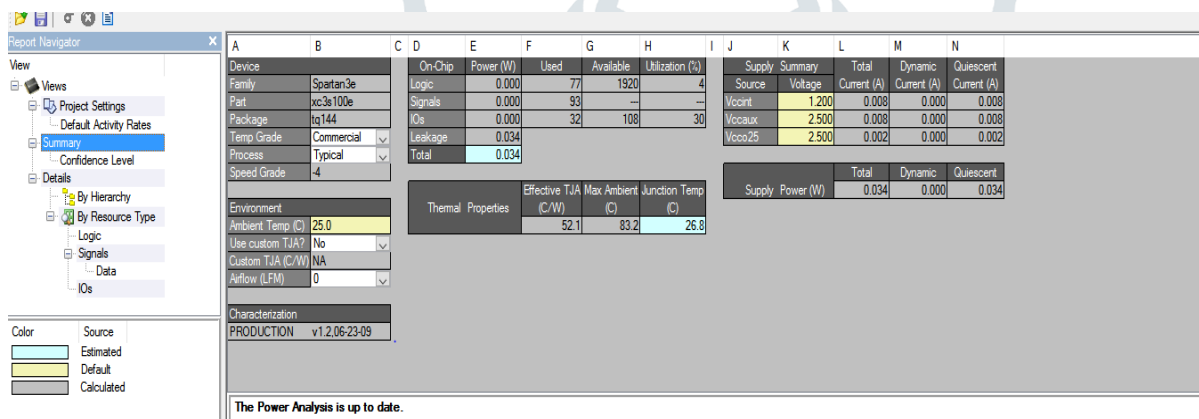 Report Navigator X
View
Views
Project Settings
Default Activity Rates
Summary
Confidence Level
Details
By Hierarchy
By Resource Type
Logic
Signals
Data
IOs
Color Source
Estimated
Default
Calculated
A B C D E F G H I J K L M N
Device
Family Spartan3e
Part xc3s100e
Package tq144
Temp Grade Commercial
Process Typical
Speed Grade -4
Environment
Ambient Temp (C) 25.0
Use custom TJA? No
Custom TJA (C/W) NA
Airflow (LFM) 0
Characterization
PRODUCTION v1.2,06-23-09
On-Chip Power (W) Used Available Utilization (%)
Logic 0.000 77 1920 4
Signals 0.000 93 --- ---
IOs 0.000 32 108 30
Leakage 0.034
Total 0.034
Effective TJA Max Ambient Junction Temp
Thermal Properties (C/W) (C) (C)
52.1 83.2 26.8
Supply Summary Total Dynamic Quiescent
Source Voltage Current (A) Current (A) Current (A)
Vccint 1.200 0.008 0.000 0.008
Vccaux 2.500 0.008 0.000 0.008
Vcco25 2.500 0.002 0.000 0.002
Total Dynamic Quiescent
Supply Power (W) 0.034 0.000 0.034
The Power Analysis is up to date.